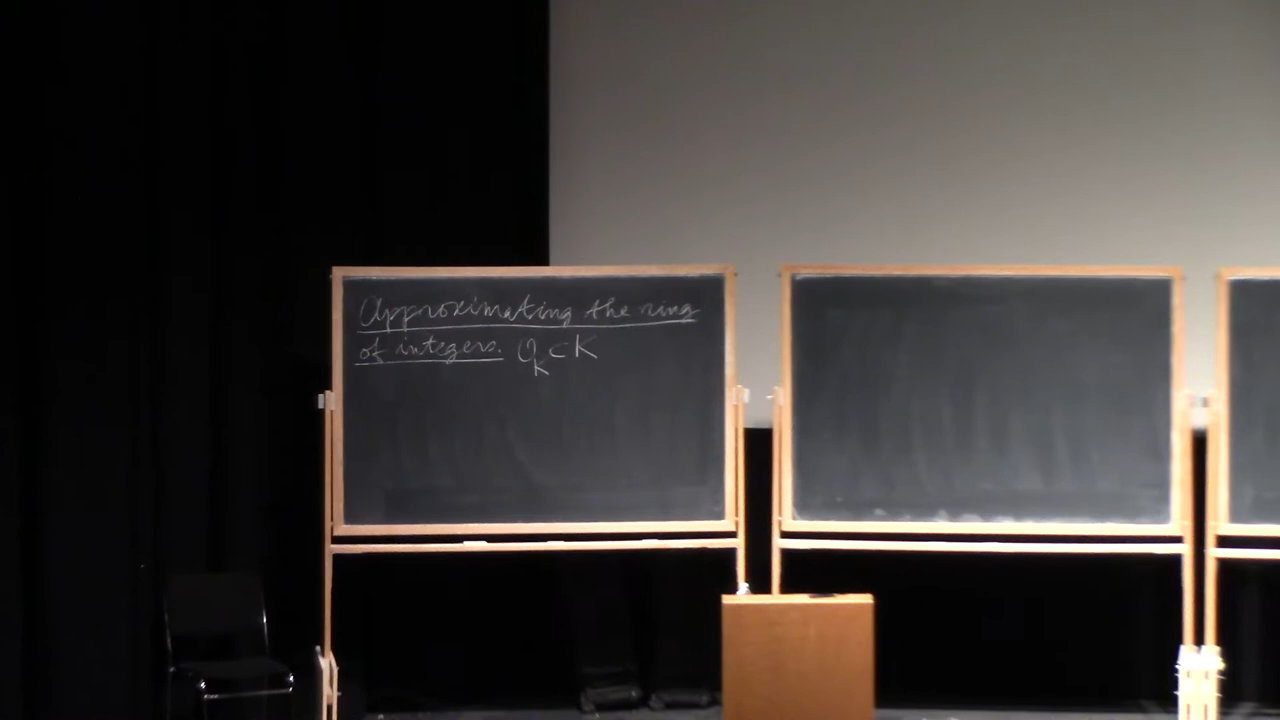 Approximating the ring
of integers. O_K ⊂ K